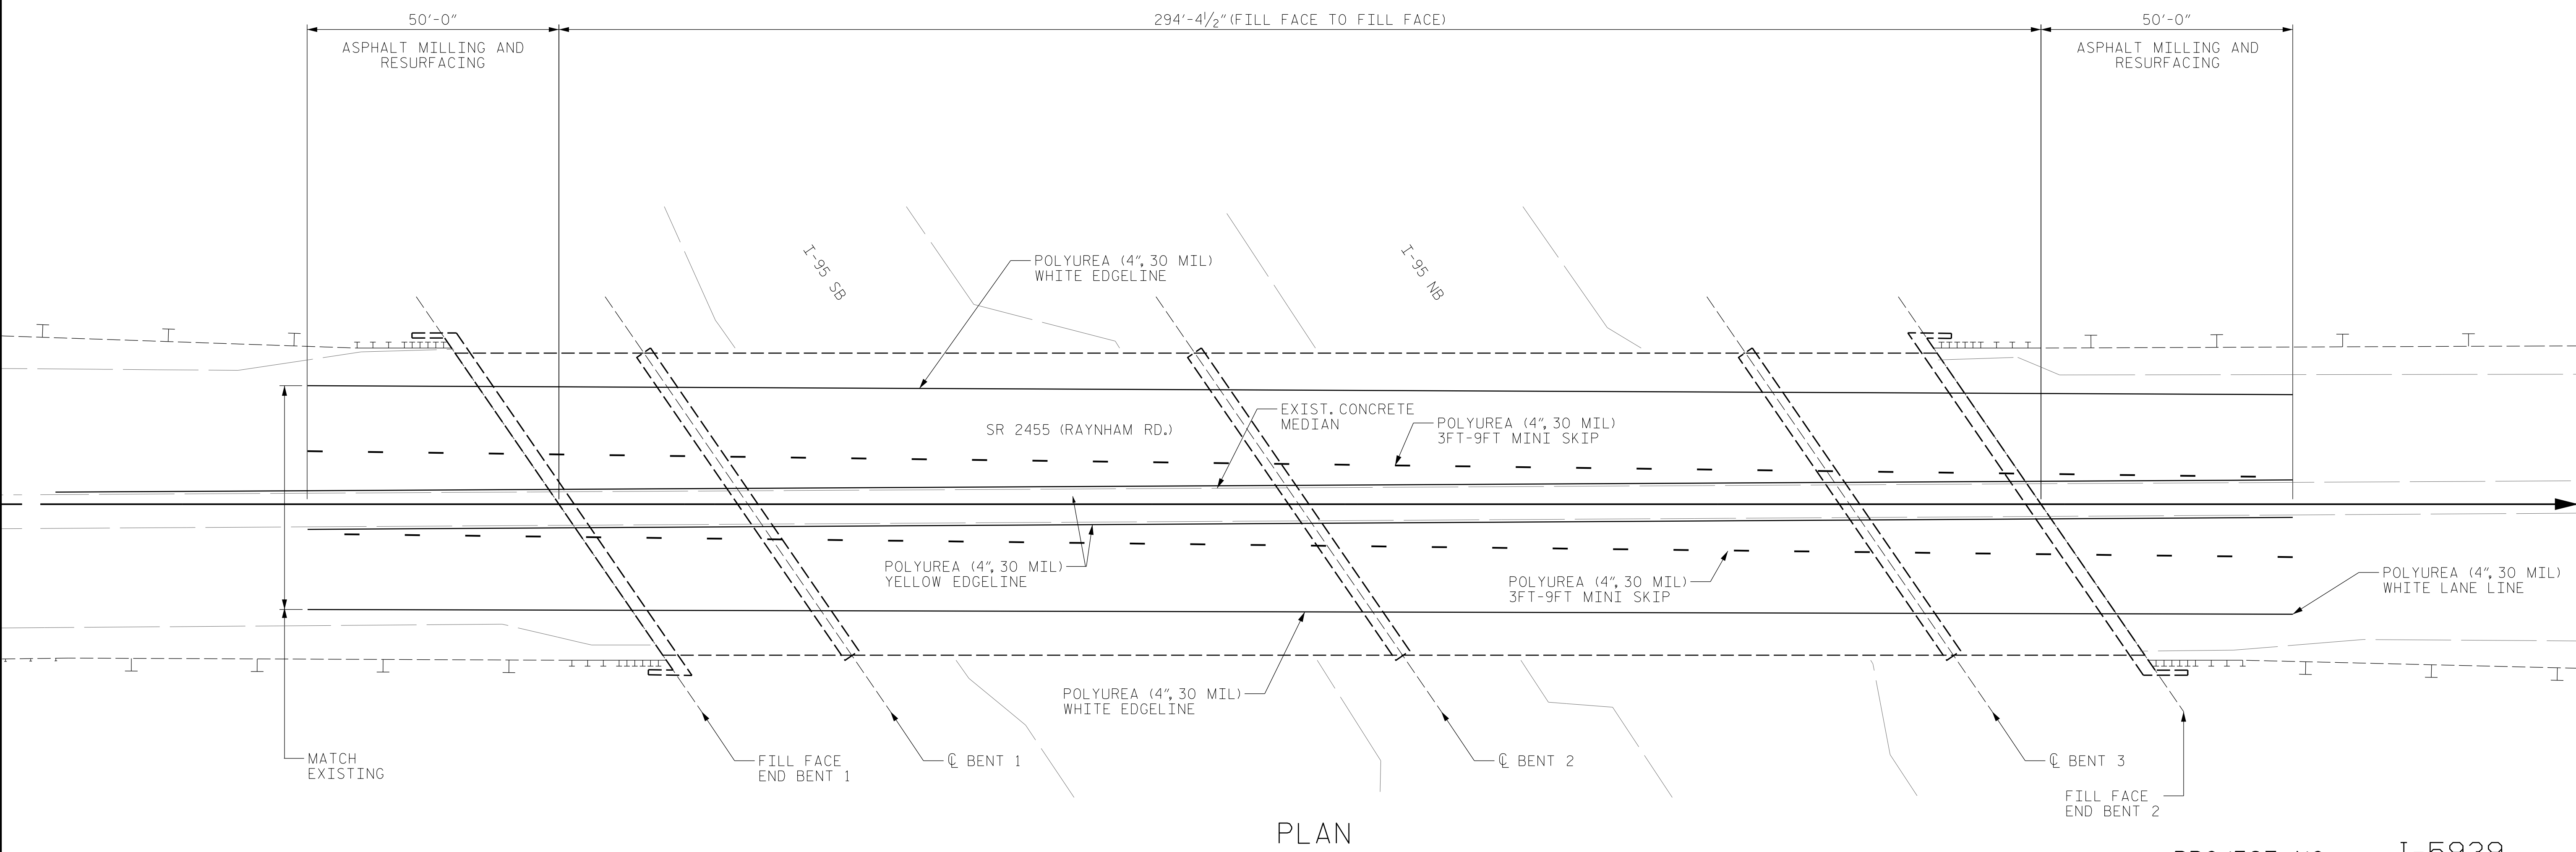 50'-0"
294'-4 1/2" (FILL FACE TO FILL FACE)
50'-0"
ASPHALT MILLING AND
RESURFACING
ASPHALT MILLING AND
RESURFACING
I-95 SB
I-95 NB
POLYUREA (4", 30 MIL)
WHITE EDGELINE
EXIST. CONCRETE
MEDIAN
POLYUREA (4", 30 MIL)
3FT-9FT MINI SKIP
SR 2455 (RAYNHAM RD.)
POLYUREA (4", 30 MIL)
YELLOW EDGELINE
POLYUREA (4", 30 MIL)
3FT-9FT MINI SKIP
POLYUREA (4", 30 MIL)
WHITE LANE LINE
POLYUREA (4", 30 MIL)
WHITE EDGELINE
MATCH
EXISTING
FILL FACE
END BENT 1
℄ BENT 1
℄ BENT 2
℄ BENT 3
FILL FACE
END BENT 2
PLAN